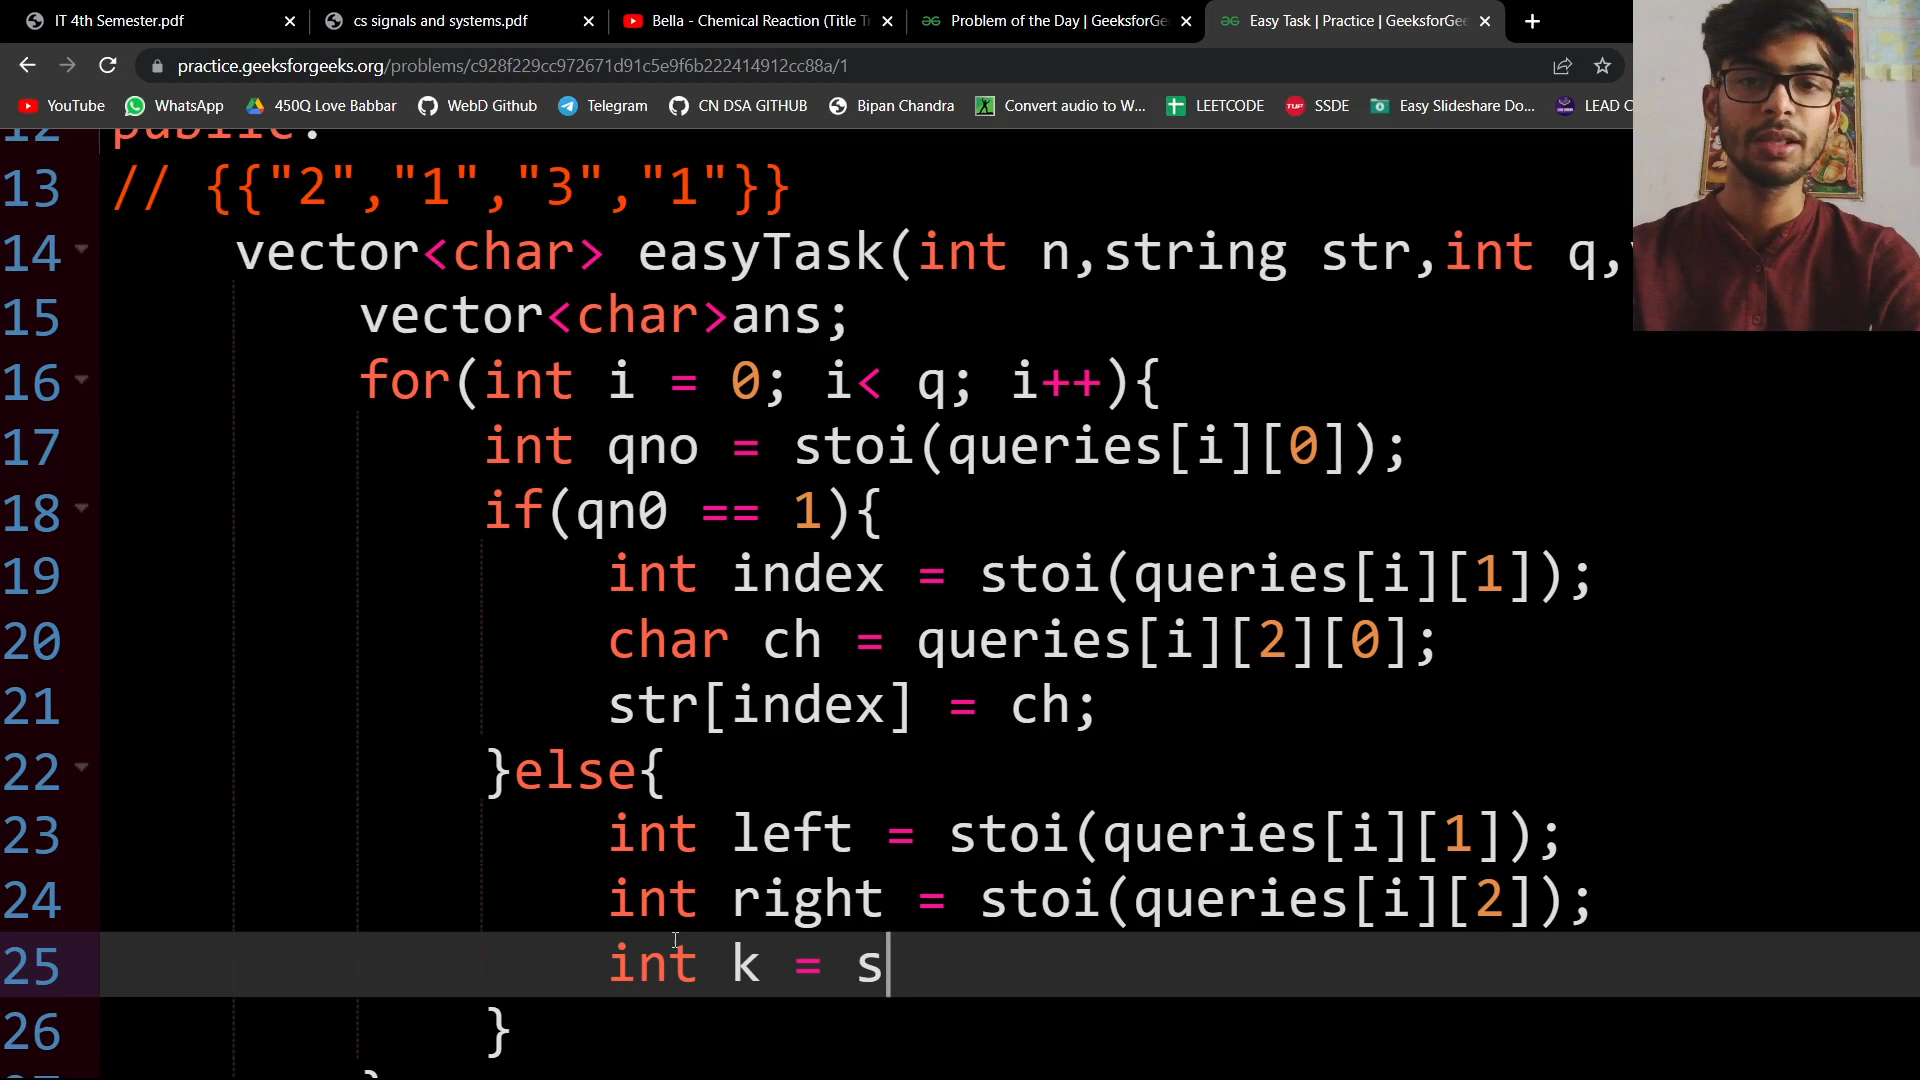 IT 4th Semester.pdf
cs signals and systems.pdf
Bella - Chemical Reaction (Title Tr
Problem of the Day | GeeksforGe
Easy Task | Practice | GeeksforGee
practice.geeksforgeeks.org/problems/c928f229cc972671d91c5e9f6b222414912cc88a/1
YouTube
WhatsApp
450Q Love Babbar
WebD Github
Telegram
CN DSA GITHUB
Bipan Chandra
Convert audio to W...
LEETCODE
TUF SSDE
Easy Slideshare Do...
LEAD C
12 public:
13 // {{"2","1","3","1"}}
14 vector<char> easyTask(int n,string str,int q,
15 vector<char>ans;
16 for(int i = 0; i< q; i++){
17 int qno = stoi(queries[i][0]);
18 if(qn0 == 1){
19 int index = stoi(queries[i][1]);
20 char ch = queries[i][2][0];
21 str[index] = ch;
22 }else{
23 int left = stoi(queries[i][1]);
24 int right = stoi(queries[i][2]);
25 int k = s
26 }